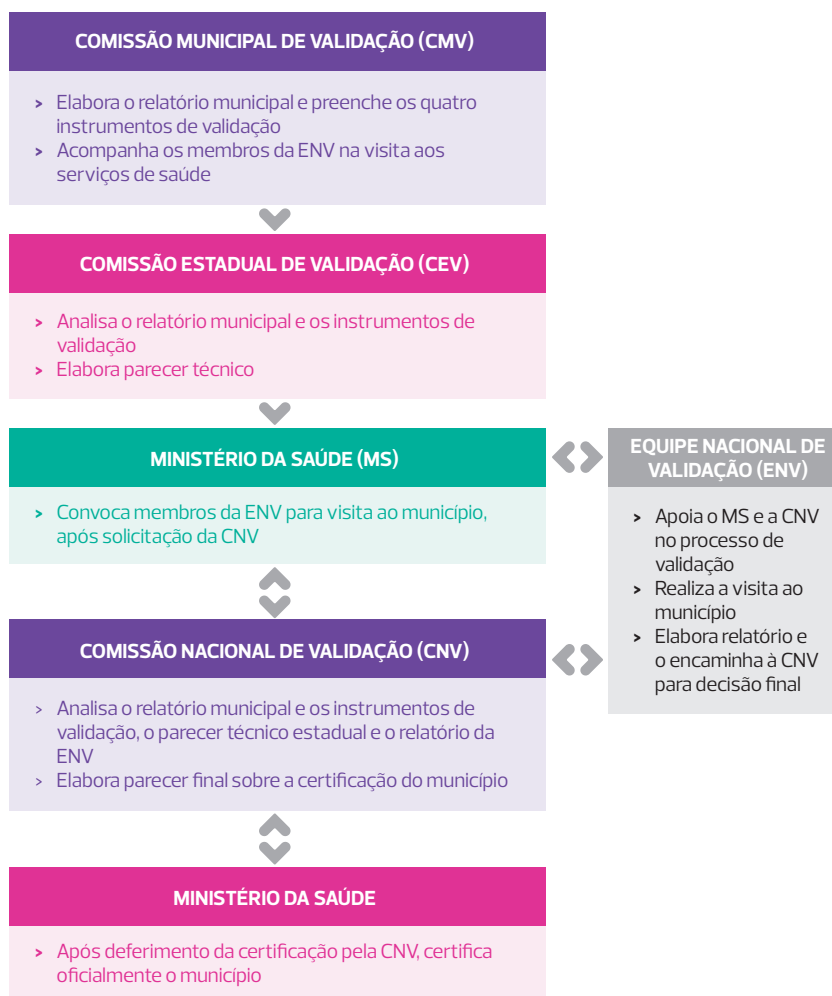 COMISSÃO MUNICIPAL DE VALIDAÇÃO (CMV)
> Elabora o relatório municipal e preenche os quatro
instrumentos de validação
> Acompanha os membros da ENV na visita aos
serviços de saúde
COMISSÃO ESTADUAL DE VALIDAÇÃO (CEV)
> Analisa o relatório municipal e os instrumentos de
validação
> Elabora parecer técnico
MINISTÉRIO DA SAÚDE (MS)
> Convoca membros da ENV para visita ao município,
após solicitação da CNV
EQUIPE NACIONAL DE
VALIDAÇÃO (ENV)
> Apoia o MS e a CNV
no processo de
validação
> Realiza a visita ao
município
> Elabora relatório e
o encaminha à CNV
para decisão final
COMISSÃO NACIONAL DE VALIDAÇÃO (CNV)
> Analisa o relatório municipal e os instrumentos de
validação, o parecer técnico estadual e o relatório da
ENV
> Elabora parecer final sobre a certificação do município
MINISTÉRIO DA SAÚDE
> Após deferimento da certificação pela CNV, certifica
oficialmente o município